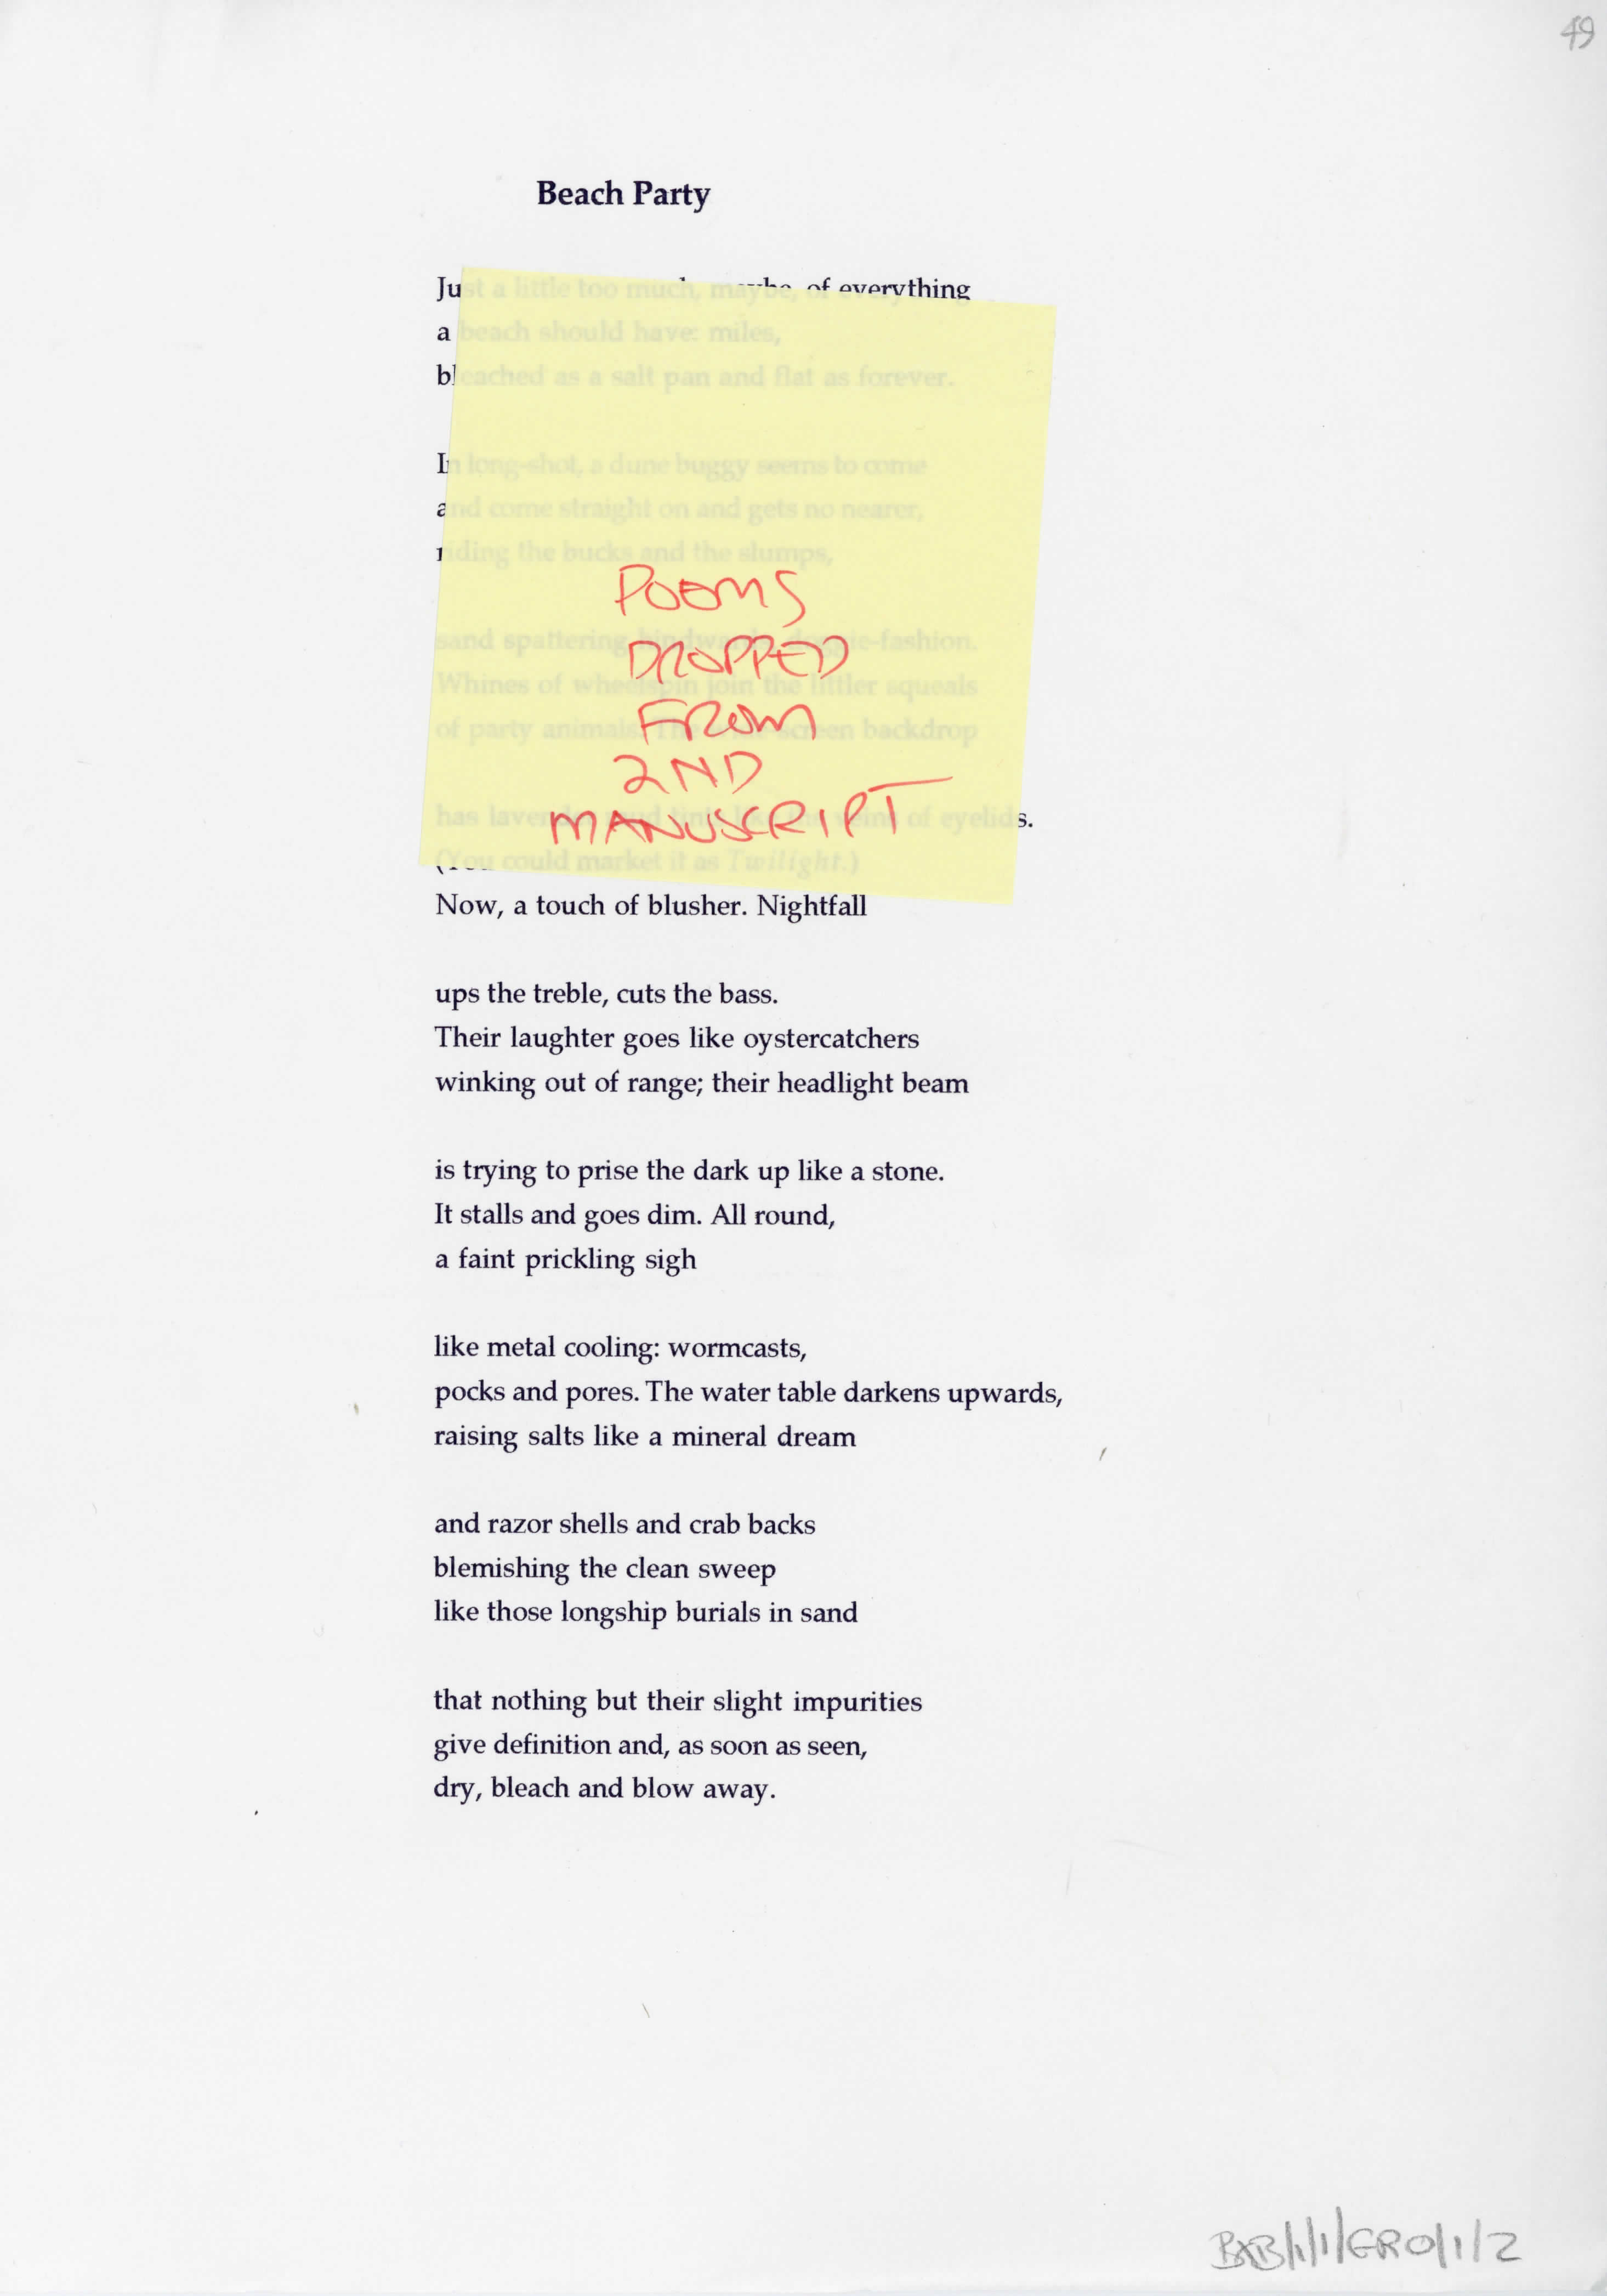 49
Beach Party
Just a little too much, maybe, of everything
a beach should have: miles,
bleached as a salt pan and flat as forever.
In long-shot, a dune buggy seems to come
and come straight on and gets no nearer,
riding the bucks and the slumps,
sand spattering hindwards, doggie-fashion.
Whines of wheelspin join the littler squeals
of party animals. The screen backdrop
has lavender mud tints like the veins of eyelids.
(You could market it as Twilight.)
Now, a touch of blusher. Nightfall
POEMS
DROPPED
FROM
2ND
MANUSCRIPT
ups the treble, cuts the bass.
Their laughter goes like oystercatchers
winking out of range; their headlight beam
is trying to prise the dark up like a stone.
It stalls and goes dim. All round,
a faint prickling sigh
like metal cooling: wormcasts,
pocks and pores. The water table darkens upwards,
raising salts like a mineral dream
and razor shells and crab backs
blemishing the clean sweep
like those longship burials in sand
that nothing but their slight impurities
give definition and, as soon as seen,
dry, bleach and blow away.
BXB/1/1/GRO/1/2